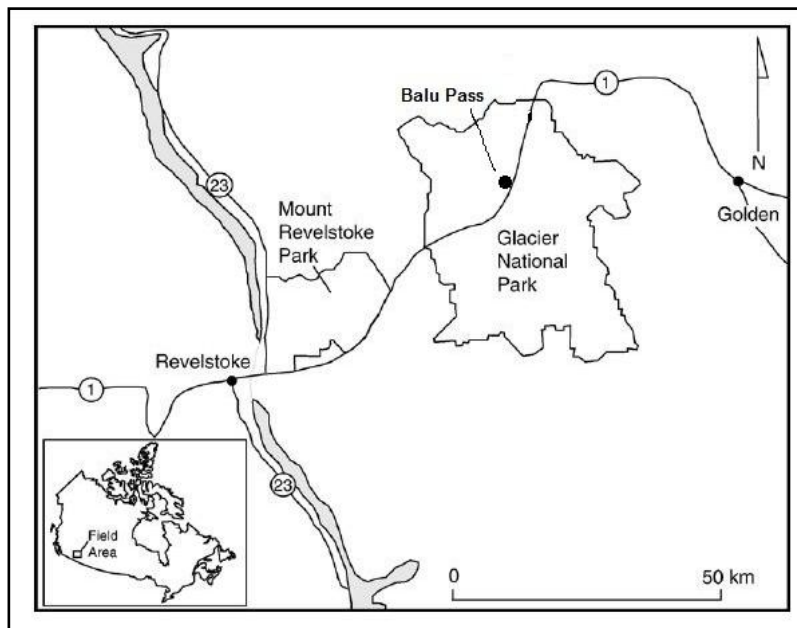 Balu Pass
1
N
23
Mount
Revelstoke
Park
Golden
Glacier
National
Park
Revelstoke
1
23
Field
Area
0
50 km